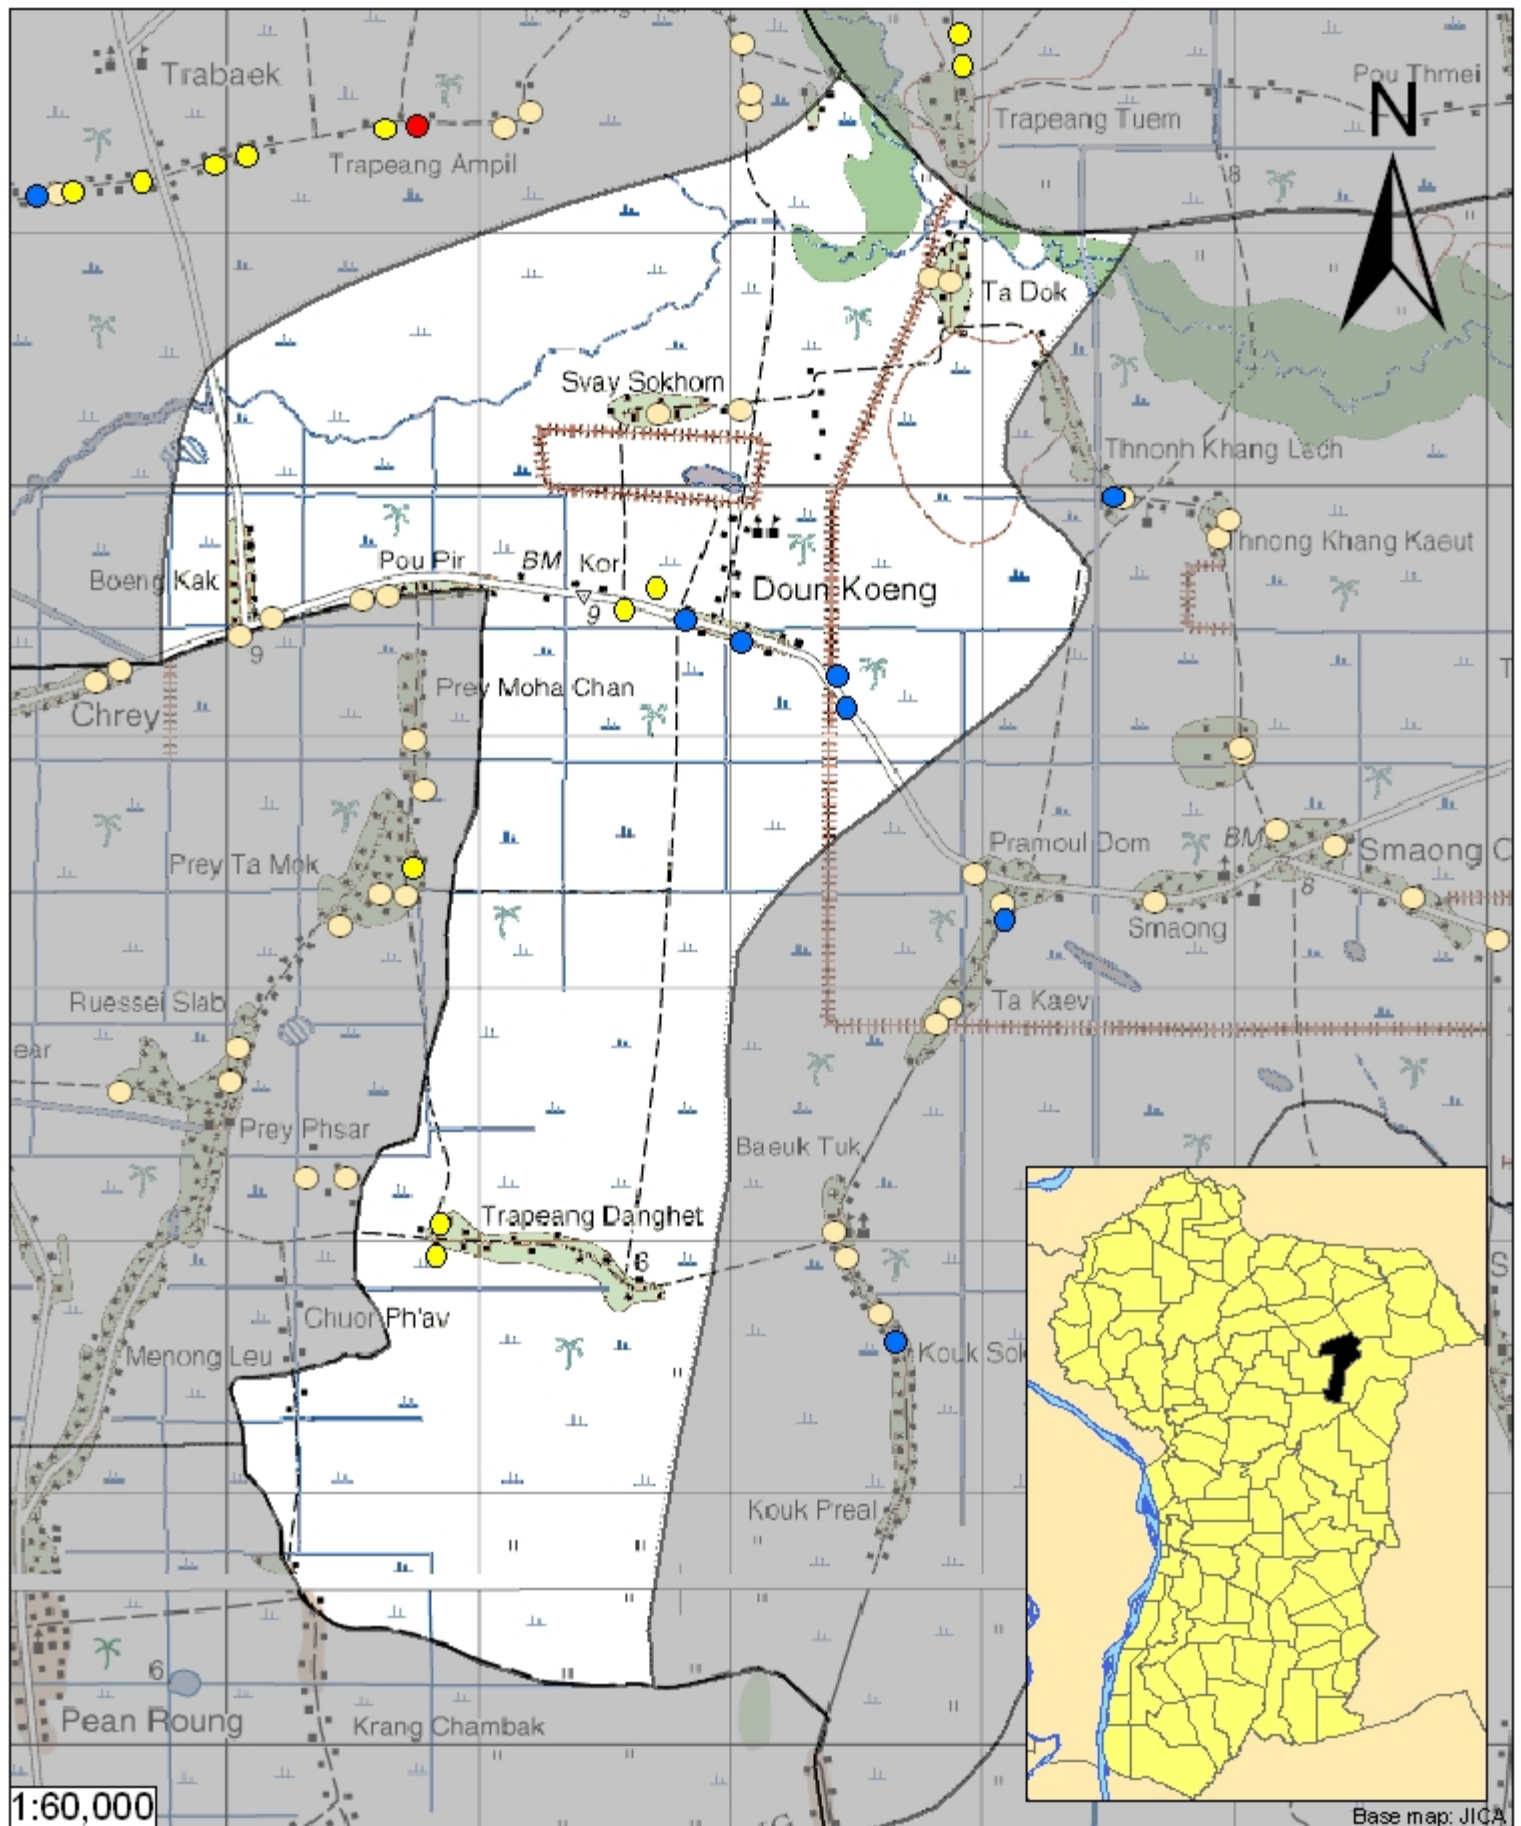 Trabaek
Pou Thmei
N
Trapeang Tuem
Trapeang Ampil
8
Ta Dok
Svay Sokhom
Thnonh Khang Lech
Thnong Khang Kaeut
Pou Pir
BM
Kor
Boeng Kak
Doun Koeng
9
9
Prey Moha Chan
Chrey
Pramoul Dom
BM
Smaong C
Prey Ta Mok
8
Smaong
Ruessei Slab
Ta Kaev
ear
Prey Phsar
Baeuk Tuk
Trapeang Danghet
6
S
Chuor Ph'av
Menong Leu
Kouk Sok
Kouk Preal
6
Pean Roung
Krang Chambak
1:60,000
Base map: JICA